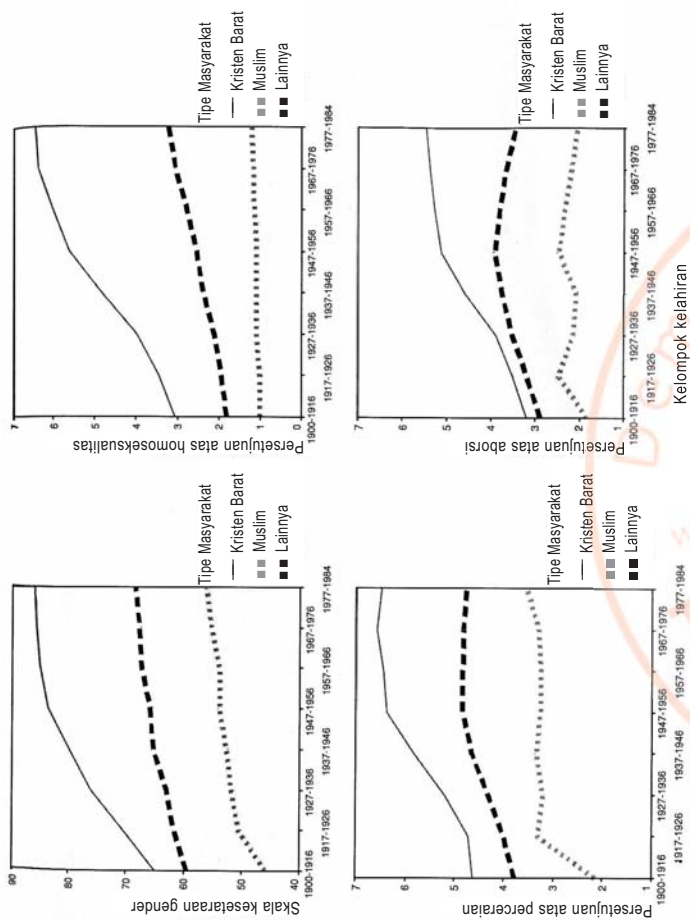 90
80
70
60
50
40
Skala kesetaraan gender
1900-1916
1917-1926
1927-1936
1937-1946
1947-1956
1957-1966
1967-1976
1977-1984
Tipe Masyarakat
Kristen Barat
Muslim
Lainnya
7
6
5
4
3
2
1
0
Persetujuan atas homoseksualitas
1900-1916
1917-1926
1927-1936
1937-1946
1947-1956
1957-1966
1967-1976
1977-1984
Tipe Masyarakat
Kristen Barat
Muslim
Lainnya
7
6
5
4
3
2
1
Persetujuan atas perceraian
1900-1916
1917-1926
1927-1936
1937-1946
1947-1956
1957-1966
1967-1976
1977-1984
Tipe Masyarakat
Kristen Barat
Muslim
Lainnya
7
6
5
4
3
2
1
Persetujuan atas aborsi
1900-1916
1917-1926
1927-1936
1937-1946
1947-1956
1957-1966
1967-1976
1977-1984
Tipe Masyarakat
Kristen Barat
Muslim
Lainnya
Kelompok kelahiran